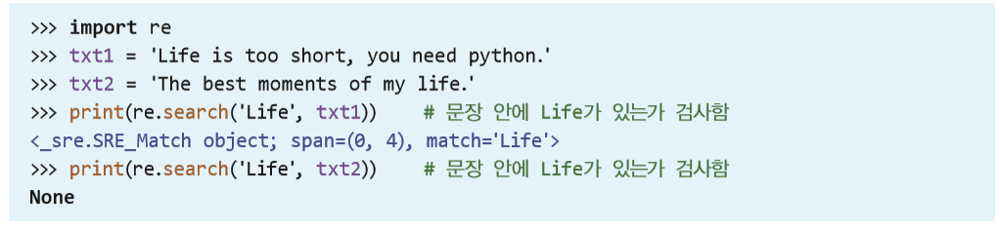 >>> import re
>>> txt1 = 'Life is too short, you need python.'
>>> txt2 = 'The best moments of my life.'
>>> print(re.search('Life', txt1))    # 문장 안에 Life가 있는가 검사함
<_sre.SRE_Match object; span=(0, 4), match='Life'>
>>> print(re.search('Life', txt2))    # 문장 안에 Life가 있는가 검사함
None